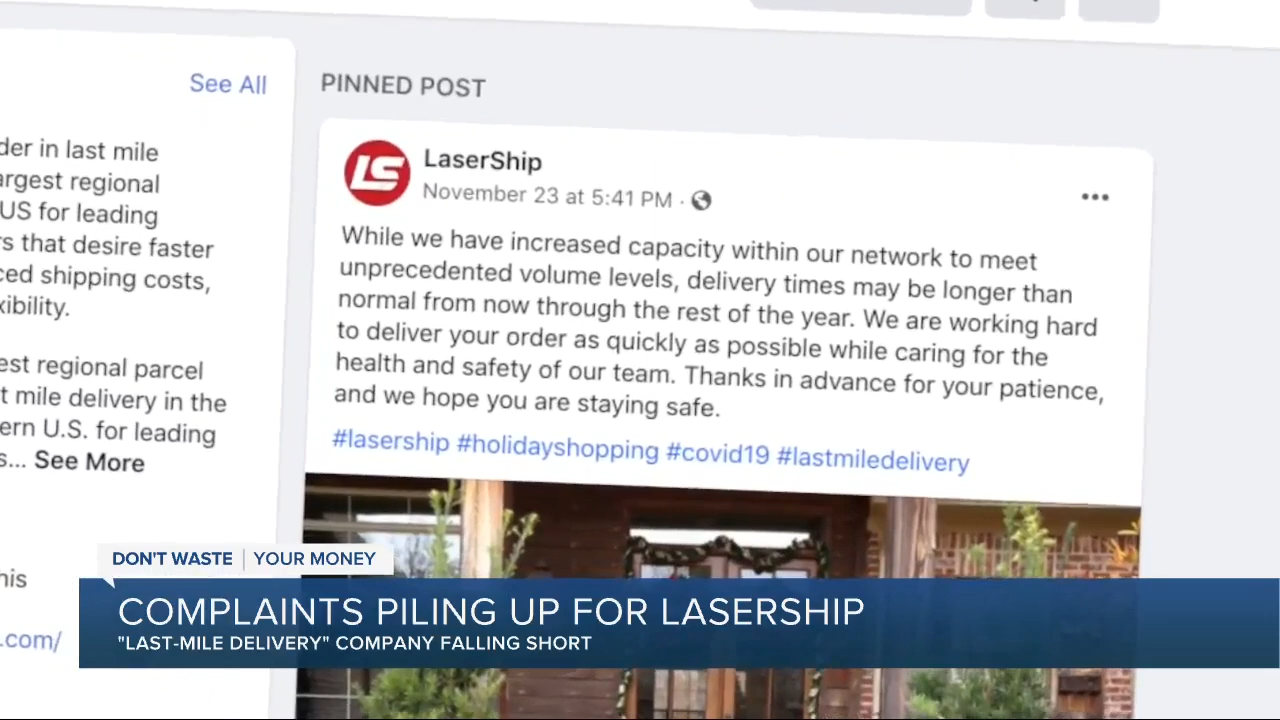 See All
der in last mile
argest regional
US for leading
rs that desire faster
ced shipping costs,
xibility.
est regional parcel
t mile delivery in the
ern U.S. for leading
s... See More
his
.com/
PINNED POST
LS
LaserShip
November 23 at 5:41 PM ·
While we have increased capacity within our network to meet
unprecedented volume levels, delivery times may be longer than
normal from now through the rest of the year. We are working hard
to deliver your order as quickly as possible while caring for the
health and safety of our team. Thanks in advance for your patience,
and we hope you are staying safe.
#lasership #holidayshopping #covid19 #lastmiledelivery
DON'T WASTE | YOUR MONEY
COMPLAINTS PILING UP FOR LASERSHIP
"LAST-MILE DELIVERY" COMPANY FALLING SHORT